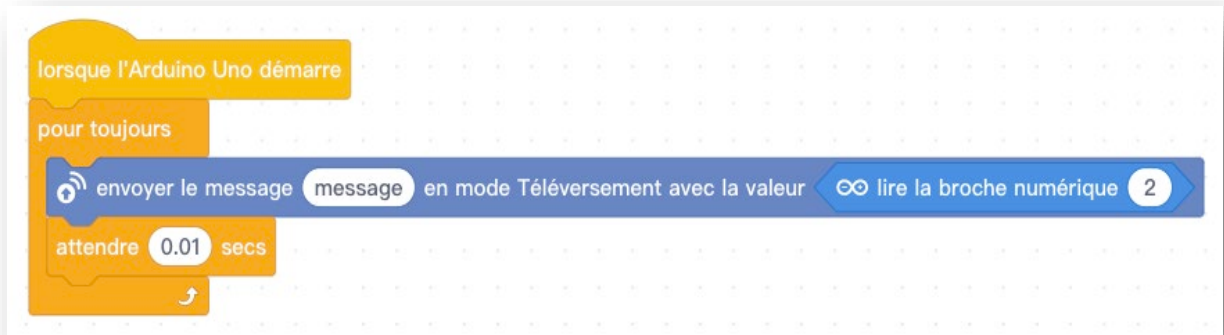 lorsque l'Arduino Uno démarre
pour toujours
envoyer le message message en mode Téléversement avec la valeur lire la broche numérique 2
attendre 0.01 secs